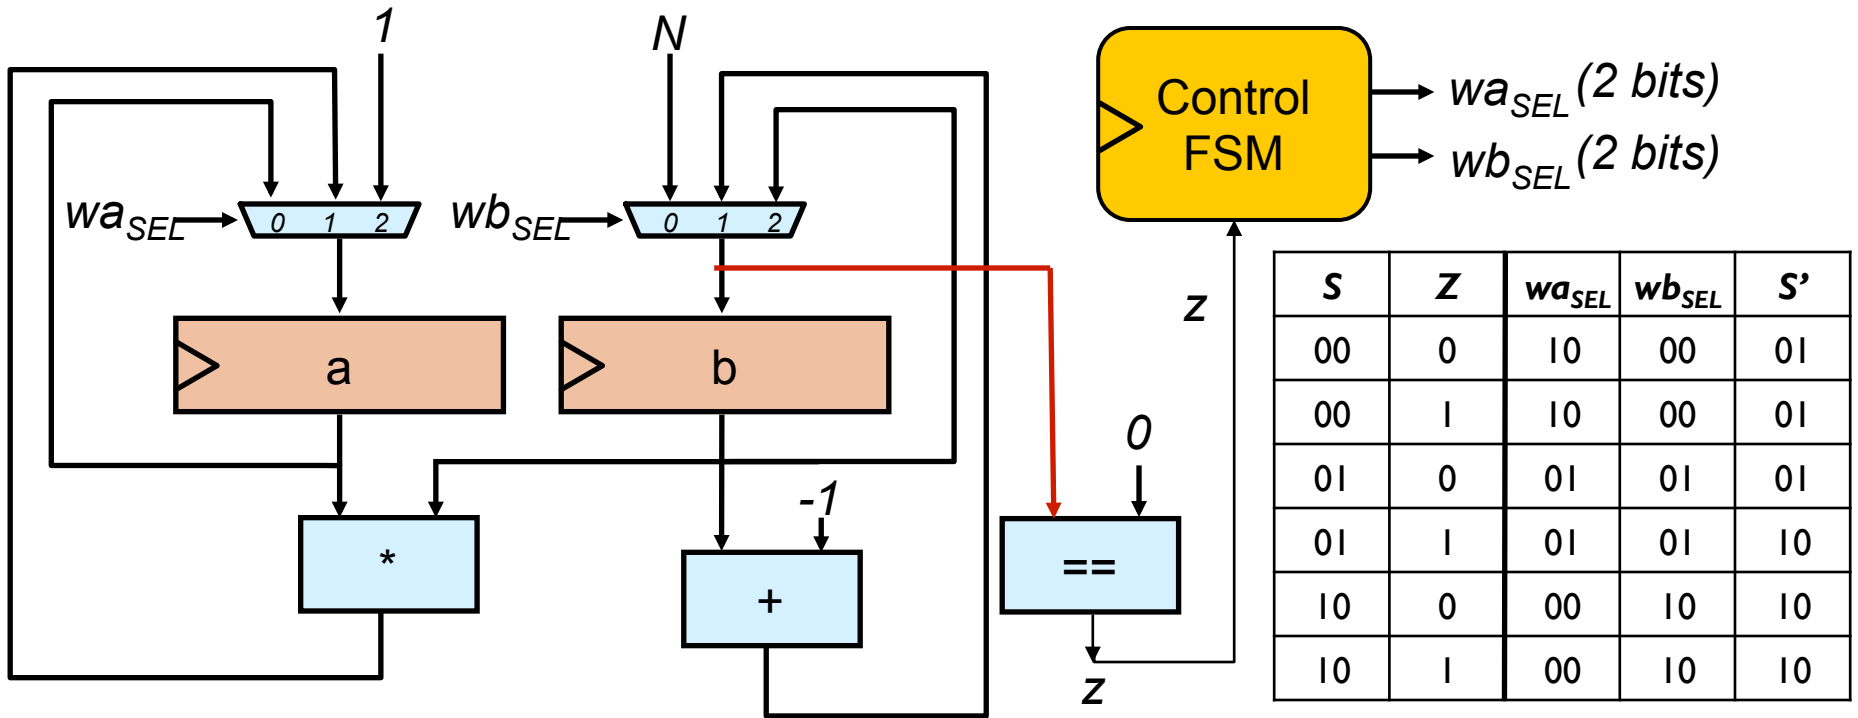 1
N
Control
FSM
wa_SEL (2 bits)
wb_SEL (2 bits)
wa_SEL
0 1 2
wb_SEL
0 1 2
a
b
z
0
-1
*
+
==
z
S Z wa_SEL wb_SEL S’
00 0 10 00 01
00 1 10 00 01
01 0 01 01 01
01 1 01 01 10
10 0 00 10 10
10 1 00 10 10